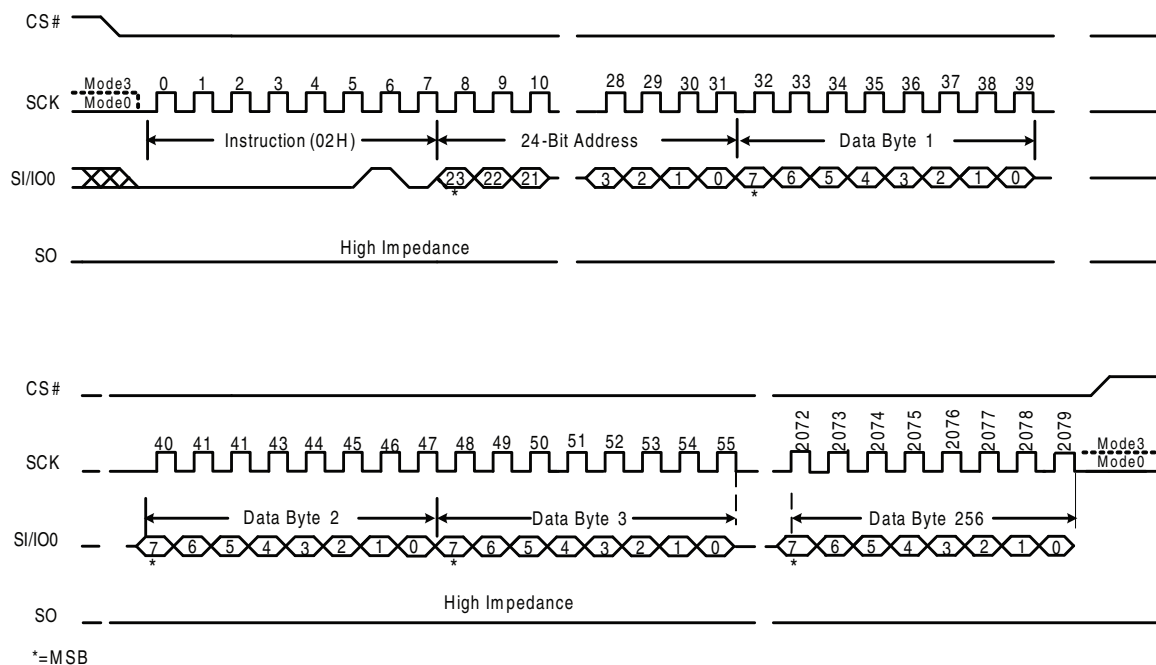 CS#
Mode3
0 1 2 3 4 5 6 7 8 9 10 28 29 30 31 32 33 34 35 36 37 38 39
SCK
Mode0
Instruction (02H) 24-Bit Address Data Byte 1
SI/IO0 23 22 21 3 2 1 0 7 6 5 4 3 2 1 0
* *
High Impedance
SO
CS#
40 41 41 43 44 45 46 47 48 49 50 51 52 53 54 55 2072 2073 2074 2075 2076 2077 2078 2079
Mode3
SCK
Mode0
Data Byte 2 Data Byte 3 Data Byte 256
SI/IO0 7 6 5 4 3 2 1 0 7 6 5 4 3 2 1 0 7 6 5 4 3 2 1 0
* * *
High Impedance
SO
*=MSB